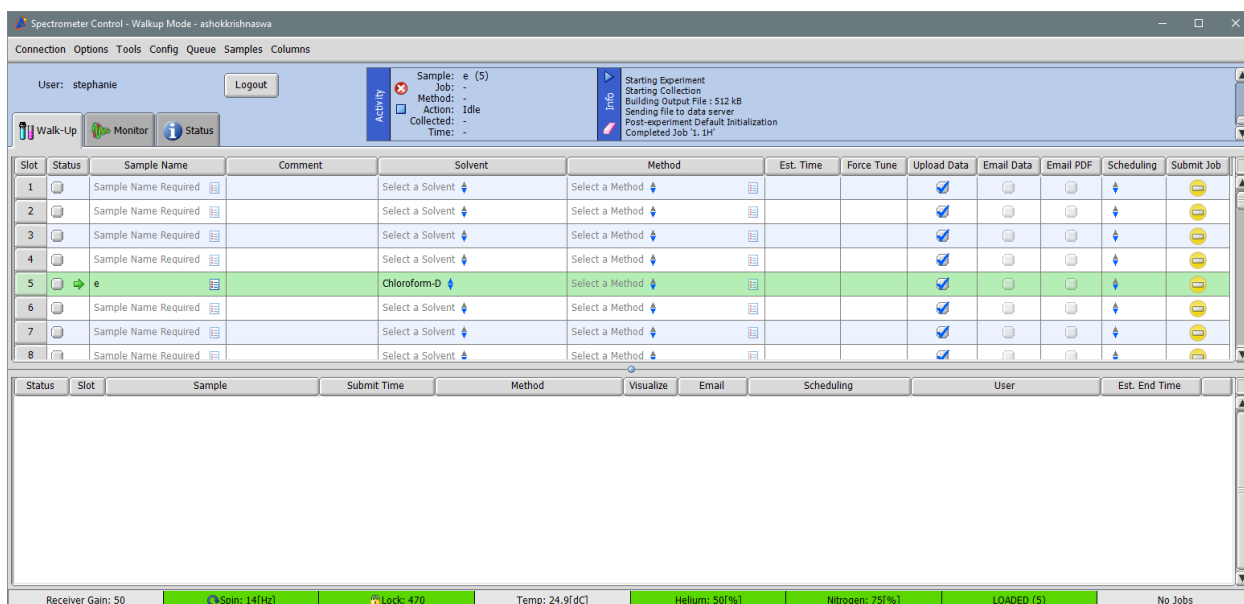 Spectrometer Control - Walkup Mode - ashokkrishnaswa
Connection Options Tools Config Queue Samples Columns
User: stephanie
Logout
Activity
Sample: e (5)
Job: -
Method: -
Action: Idle
Collected: -
Time: -
Info
Starting Experiment
Starting Collection
Building Output File : 512 kB
Sending file to data server
Post-experiment Default Initialization
Completed Job '1. 1H'
Walk-Up Monitor Status
Slot Status Sample Name Comment Solvent Method Est. Time Force Tune Upload Data Email Data Email PDF Scheduling Submit Job
1 Sample Name Required Select a Solvent Select a Method
2 Sample Name Required Select a Solvent Select a Method
3 Sample Name Required Select a Solvent Select a Method
4 Sample Name Required Select a Solvent Select a Method
5 e Chloroform-D Select a Method
6 Sample Name Required Select a Solvent Select a Method
7 Sample Name Required Select a Solvent Select a Method
8 Sample Name Required Select a Solvent Select a Method
Status Slot Sample Submit Time Method Visualize Email Scheduling User Est. End Time
Receiver Gain: 50 Spin: 14[Hz] Lock: 470 Temp: 24.9[dC] Helium: 50[%] Nitrogen: 75[%] LOADED (5) No Jobs